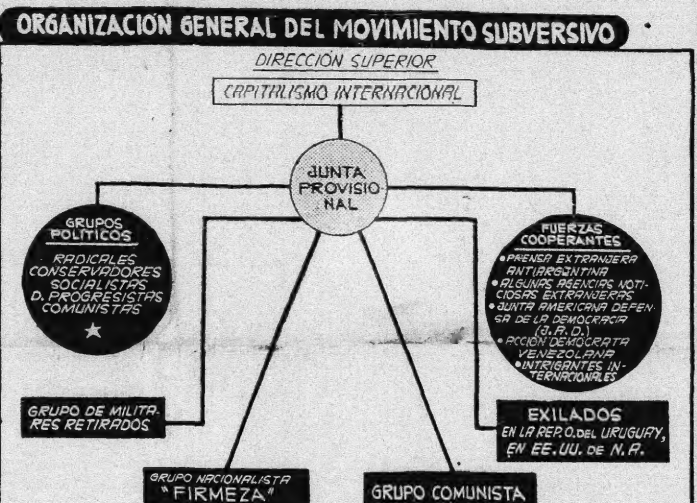 ORGANIZACION GENERAL DEL MOVIMIENTO SUBVERSIVO
DIRECCIÓN SUPERIOR
CAPITALISMO INTERNACIONAL
JUNTA
PROVISIO-
NAL
GRUPOS
POLITICOS
RADICALES
CONSERVADORES
SOCIALISTAS
D. PROGRESISTAS
COMUNISTAS
FUERZAS
COOPERANTES
• PRENSA EXTRANJERA
ANTIARGENTINA
• ALGUNAS AGENCIAS NOTI-
CIOSAS EXTRANJERAS
• JUNTA AMERICANA DEFEN-
SA DE LA DEMOCRACIA
(J.A.D.)
• ACCIÓN DEMOCRATA
VENEZOLANA
• INTRIGANTES IN-
TERNACIONALES
GRUPO DE MILITA-
RES RETIRADOS
EXILADOS
EN LA REP. O. DEL URUGUAY,
EN EE.UU. DE N.A.
GRUPO NACIONALISTA
"FIRMEZA"
GRUPO COMUNISTA